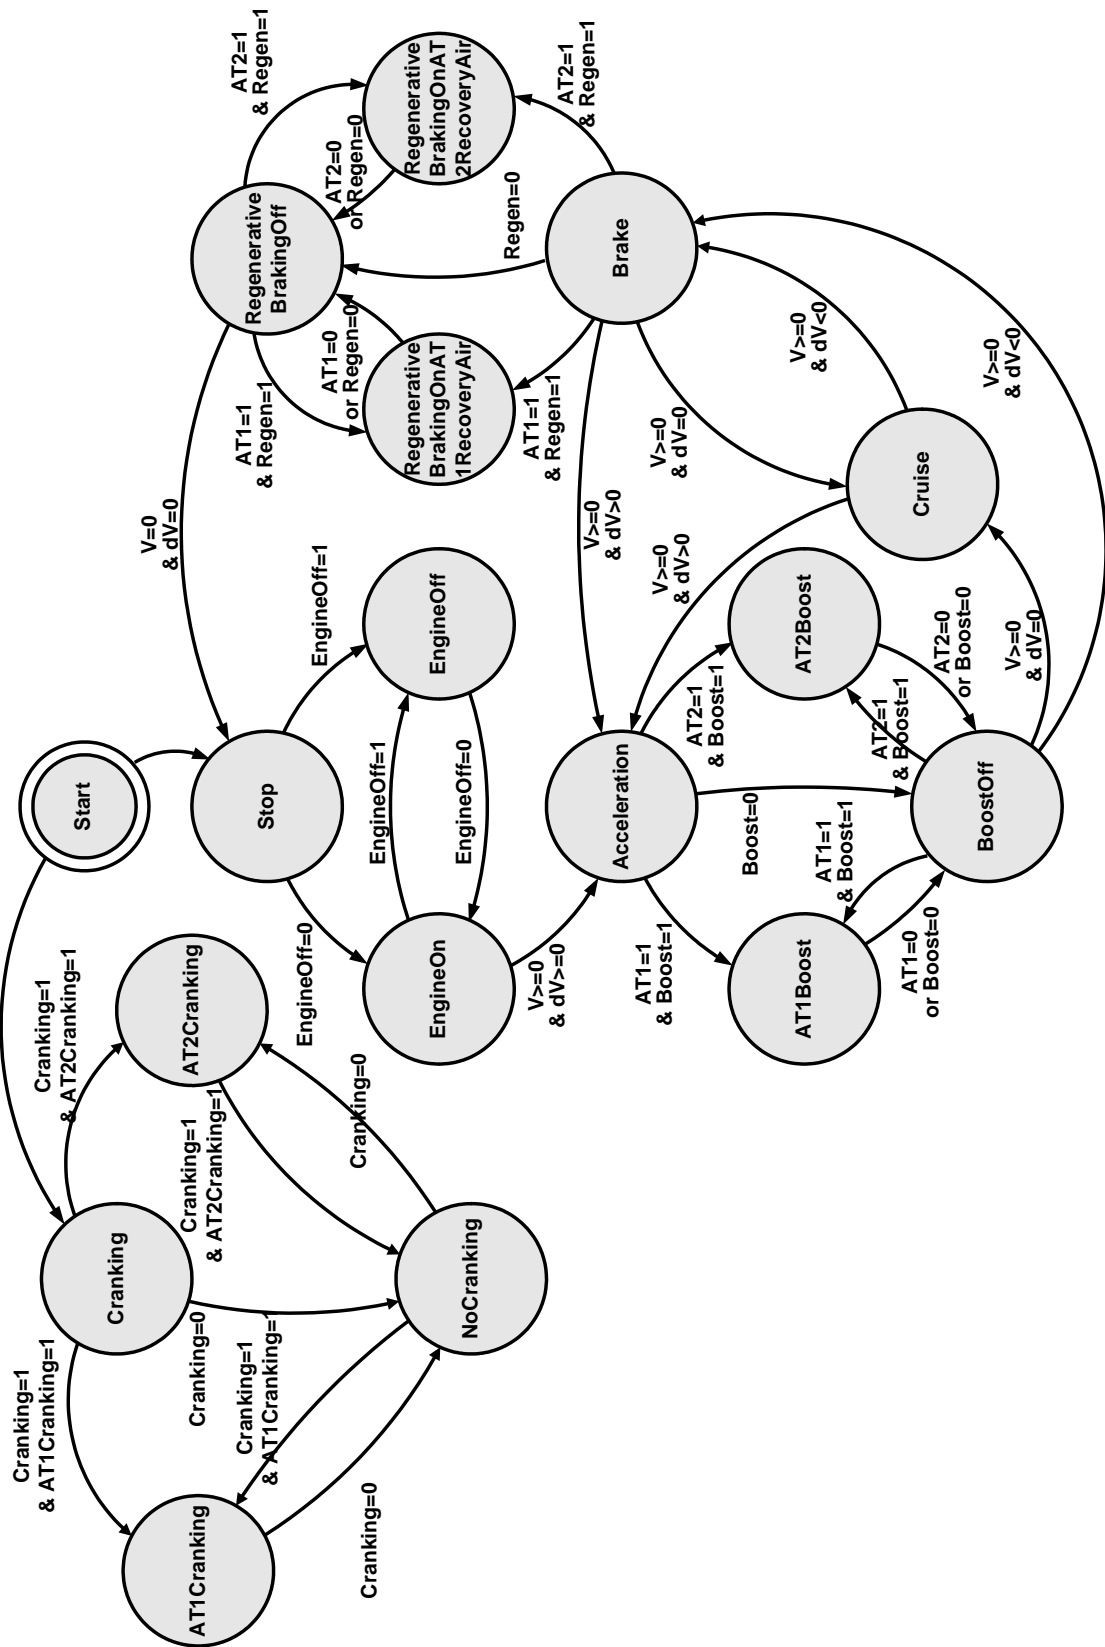 Start
Cranking=1
& AT1Cranking=1
Cranking
Cranking=1
& AT2Cranking=1
AT1Cranking
Cranking=0
Cranking=1
& AT2Cranking=1
AT2Cranking
Cranking=1
& AT1Cranking=1
Cranking=0
Cranking=0
NoCranking
Stop
V=0
& dV=0
EngineOff=0
EngineOff=1
EngineOn
EngineOff=1
EngineOff=0
EngineOff
AT1=1
& Regen=1
Regenerative
BrakingOff
AT2=1
& Regen=1
AT1=0
or Regen=0
AT2=0
or Regen=0
Regenerative
BrakingOnAT
1RecoveryAir
Regenerative
BrakingOnAT
2RecoveryAir
Regen=0
AT1=1
& Regen=1
AT2=1
& Regen=1
V>=0
& dV>=0
Acceleration
V>=0
& dV>0
Brake
V>=0
& dV>0
V>=0
& dV=0
V>=0
& dV<0
AT1=1
& Boost=1
Boost=0
AT2=1
& Boost=1
AT1Boost
AT1=1
& Boost=1
AT2=1
& Boost=1
AT2Boost
Cruise
AT1=0
or Boost=0
AT2=0
or Boost=0
BoostOff
V>=0
& dV=0
V>=0
& dV<0